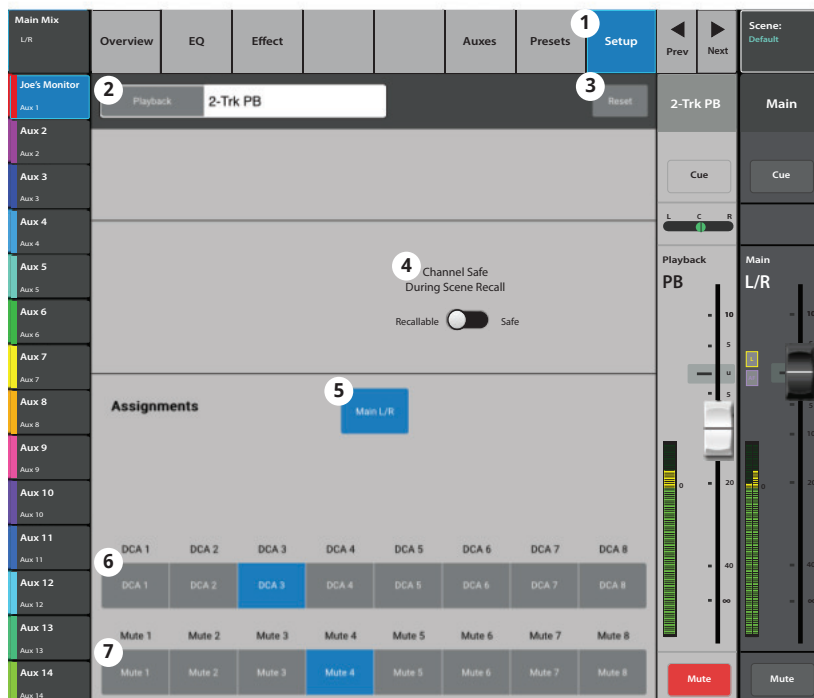 Main Mix
L/R
Overview
EQ
Effect
Auxes
Presets
1
Setup
Prev
Next
Scene:
Default
Joe's Monitor
Aux 1
Aux 2
Aux 2
Aux 3
Aux 3
Aux 4
Aux 4
Aux 5
Aux 5
Aux 6
Aux 6
Aux 7
Aux 7
Aux 8
Aux 8
Aux 9
Aux 9
Aux 10
Aux 10
Aux 11
Aux 11
Aux 12
Aux 12
Aux 13
Aux 13
Aux 14
Aux 14
2
Playback
2-Trk PB
3
Reset
4
Channel Safe
During Scene Recall
Recallable
Safe
Assignments
5
Main L/R
DCA 1 DCA 2 DCA 3 DCA 4 DCA 5 DCA 6 DCA 7 DCA 8
6
DCA 1 DCA 2 DCA 3 DCA 4 DCA 5 DCA 6 DCA 7 DCA 8
Mute 1 Mute 2 Mute 3 Mute 4 Mute 5 Mute 6 Mute 7 Mute 8
7
Mute 1 Mute 2 Mute 3 Mute 4 Mute 5 Mute 6 Mute 7 Mute 8
2-Trk PB
Cue
L C R
Playback
PB
10
5
U
5
20
0
40
∞
Mute
Main
Cue
Main
L/R
L
10
20
0
40
∞
Mute